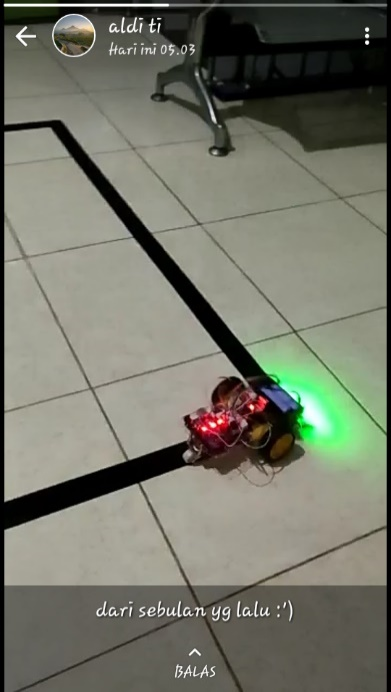 aldi ti
Hari ini 05.03
dari sebulan yg lalu :')
BALAS